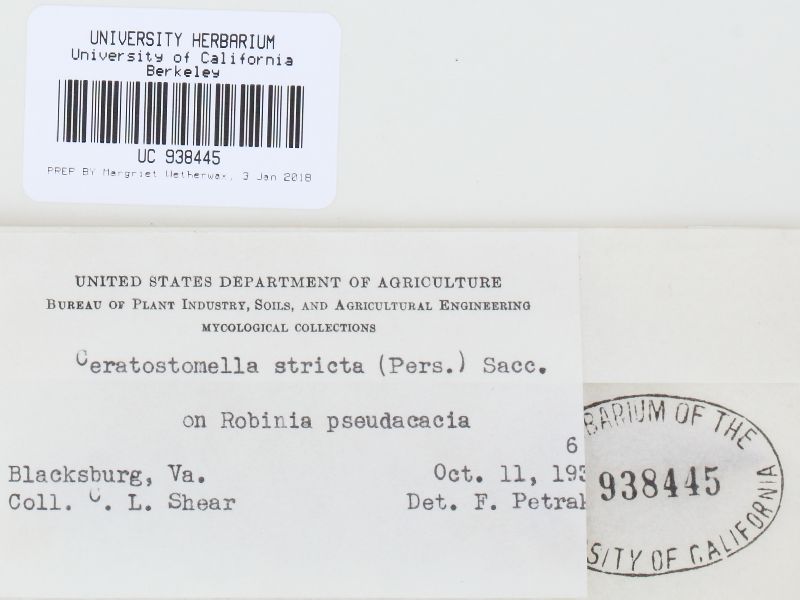 UNIVERSITY HERBARIUM
University of California
Berkeley
UC 938445
PREP BY Margriet Wetherwax, 3 Jan 2018
UNITED STATES DEPARTMENT OF AGRICULTURE
BUREAU OF PLANT INDUSTRY, SOILS, AND AGRICULTURAL ENGINEERING
MYCOLOGICAL COLLECTIONS
Ceratostomella stricta (Pers.) Sacc.
on Robinia pseudacacia
6
Blacksburg, Va. Oct. 11, 193
Coll. C. L. Shear Det. F. Petrak
BARIUM OF THE
938445
SITY OF CALIFORNIA